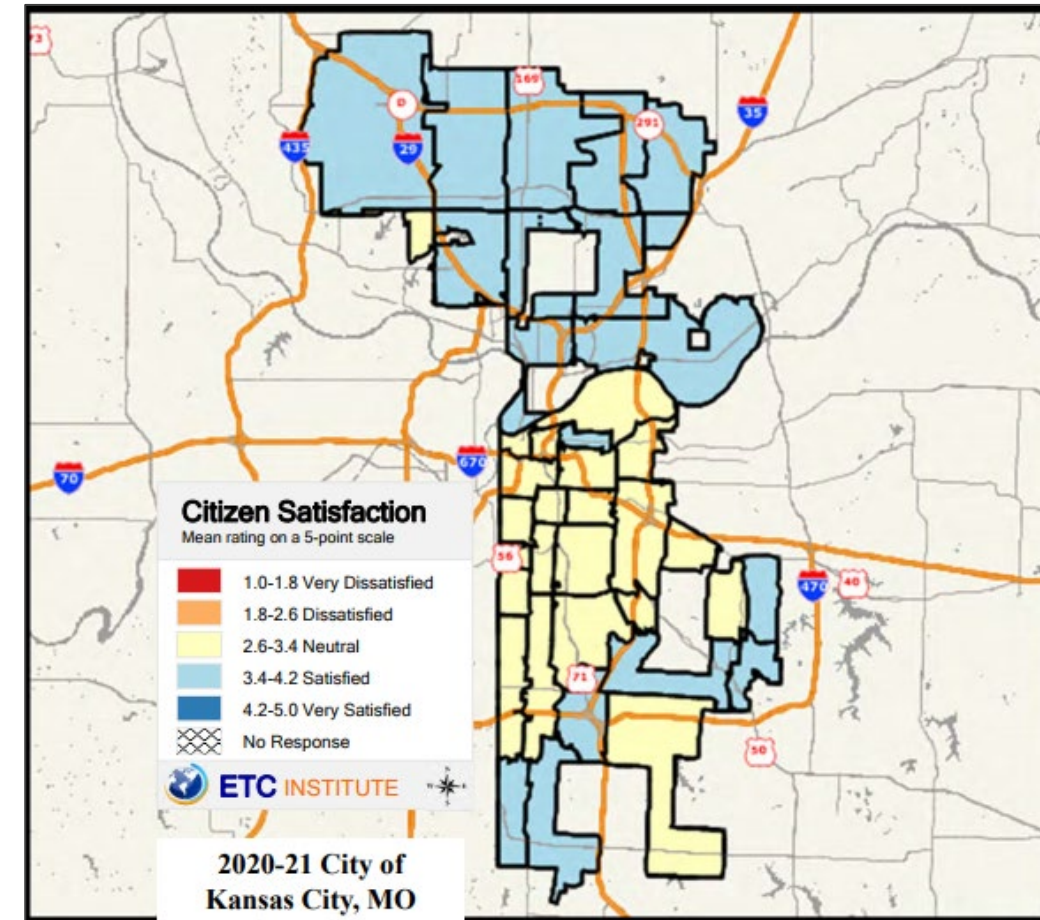 73
169
D
35
291
435
29
70
670
56
470
40
71
50
Citizen Satisfaction
Mean rating on a 5-point scale
1.0-1.8 Very Dissatisfied
1.8-2.6 Dissatisfied
2.6-3.4 Neutral
3.4-4.2 Satisfied
4.2-5.0 Very Satisfied
No Response
ETC INSTITUTE
2020-21 City of
Kansas City, MO